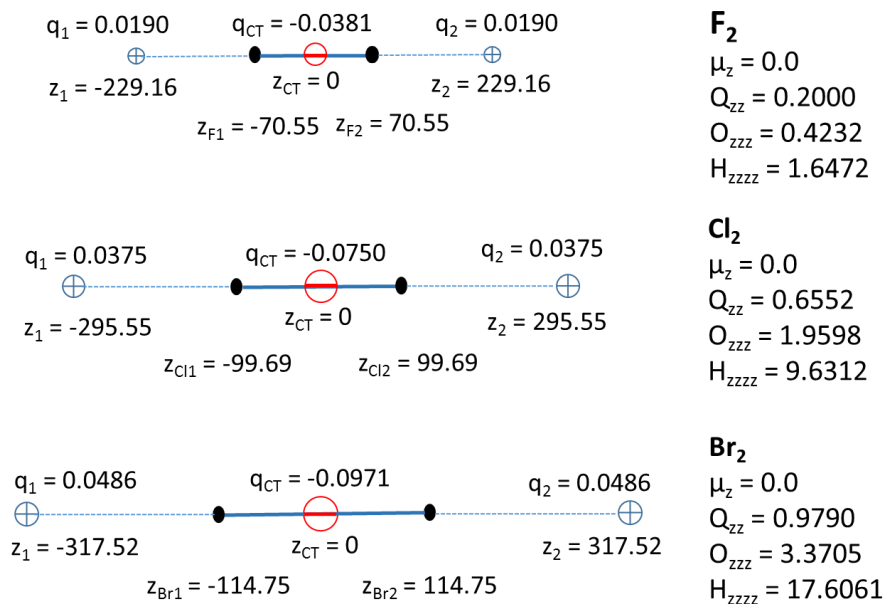 q1 = 0.0190 qCT = -0.0381 q2 = 0.0190
z1 = -229.16 zCT = 0 z2 = 229.16
zF1 = -70.55 zF2 = 70.55
F2
μz = 0.0
Qzz = 0.2000
Ozzz = 0.4232
Hzzzz = 1.6472
q1 = 0.0375 qCT = -0.0750 q2 = 0.0375
z1 = -295.55 zCT = 0 z2 = 295.55
zCl1 = -99.69 zCl2 = 99.69
Cl2
μz = 0.0
Qzz = 0.6552
Ozzz = 1.9598
Hzzzz = 9.6312
q1 = 0.0486 qCT = -0.0971 q2 = 0.0486
z1 = -317.52 zCT = 0 z2 = 317.52
zBr1 = -114.75 zBr2 = 114.75
Br2
μz = 0.0
Qzz = 0.9790
Ozzz = 3.3705
Hzzzz = 17.6061